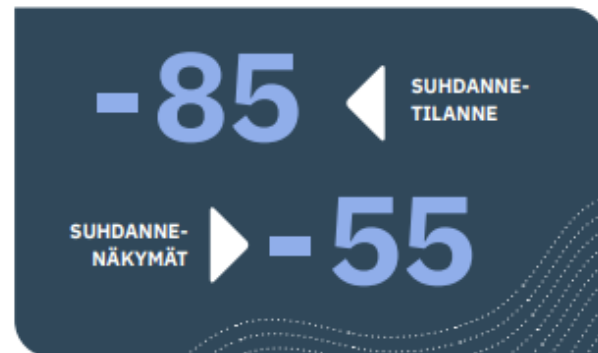 -85
SUHDANNE-
TILANNE
SUHDANNE-
NÄKYMÄT
-55